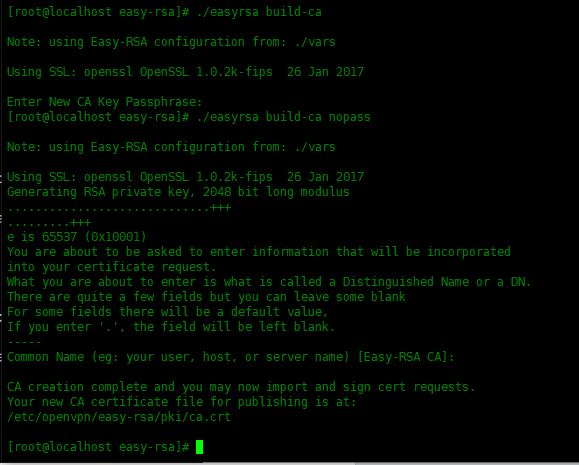 [root@localhost easy-rsa]# ./easyrsa build-ca
Note: using Easy-RSA configuration from: ./vars
Using SSL: openssl OpenSSL 1.0.2k-fips  26 Jan 2017
Enter New CA Key Passphrase:
[root@localhost easy-rsa]# ./easyrsa build-ca nopass
Note: using Easy-RSA configuration from: ./vars
Using SSL: openssl OpenSSL 1.0.2k-fips  26 Jan 2017
Generating RSA private key, 2048 bit long modulus
.............................+++
.........+++
e is 65537 (0x10001)
You are about to be asked to enter information that will be incorporated
into your certificate request.
What you are about to enter is what is called a Distinguished Name or a DN.
There are quite a few fields but you can leave some blank
For some fields there will be a default value,
If you enter '.', the field will be left blank.
-----
Common Name (eg: your user, host, or server name) [Easy-RSA CA]:
CA creation complete and you may now import and sign cert requests.
Your new CA certificate file for publishing is at:
/etc/openvpn/easy-rsa/pki/ca.crt
[root@localhost easy-rsa]#